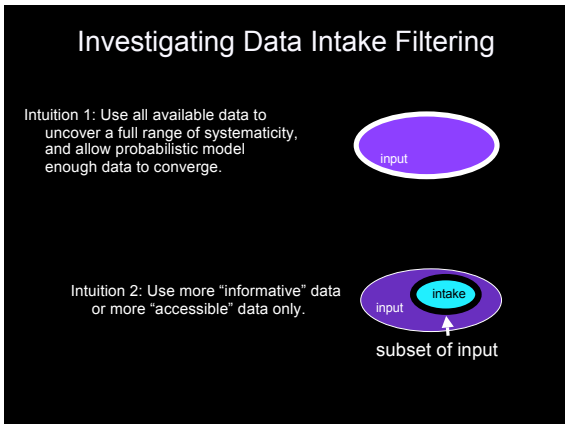 Investigating Data Intake Filtering
Intuition 1: Use all available data to
uncover a full range of systematicity,
and allow probabilistic model
enough data to converge.
input
Intuition 2: Use more “informative” data
or more “accessible” data only.
intake
input
subset of input